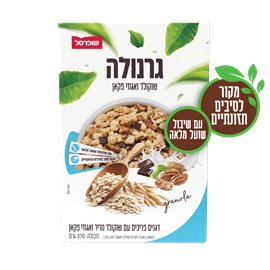 שופרסל
גרנולה
שוקולד ואגוזי פקאן
מקור
לסיבים
תזונתיים
עם שיבולת
שועל מלאה
granola
דגנים פריכים עם שוקולד מריר ואגוזי פקאן